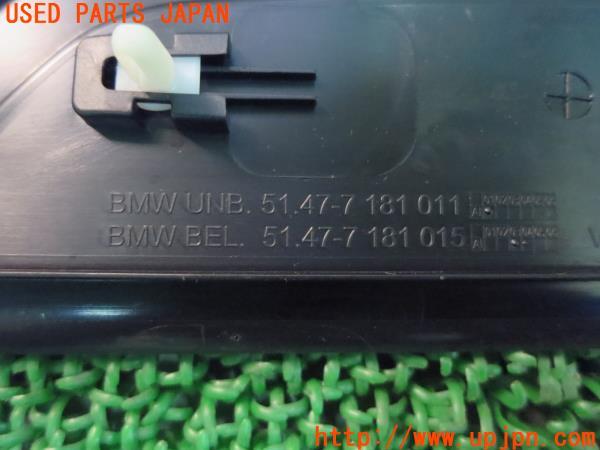 USED PARTS JAPAN
BMW UNB. 51.47-7 181 011
BMW BEL. 51.47-7 181 015
http://www.upjpn.com/